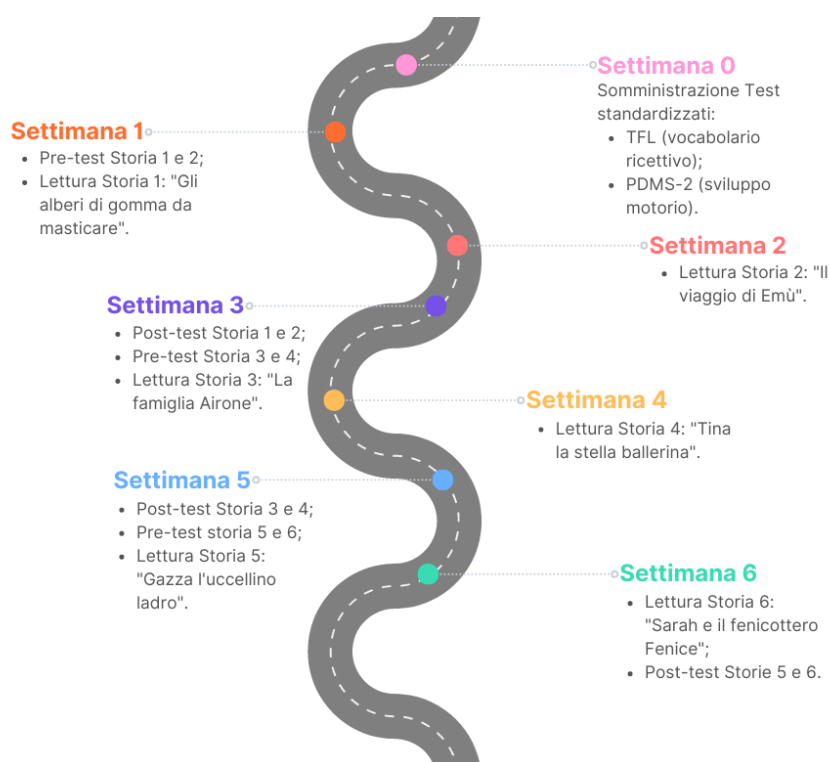 Settimana 0
Somministrazione Test
standardizzati:
• TFL (vocabolario
ricettivo);
• PDMS-2 (sviluppo
motorio).
Settimana 1
• Pre-test Storia 1 e 2;
• Lettura Storia 1: "Gli
alberi di gomma da
masticare".
Settimana 2
• Lettura Storia 2: "Il
viaggio di Emù".
Settimana 3
• Post-test Storia 1 e 2;
• Pre-test Storia 3 e 4;
• Lettura Storia 3: "La
famiglia Airone".
Settimana 4
• Lettura Storia 4: "Tina
la stella ballerina".
Settimana 5
• Post-test Storia 3 e 4;
• Pre-test storia 5 e 6;
• Lettura Storia 5:
"Gazza l'uccellino
ladro".
Settimana 6
• Lettura Storia 6:
"Sarah e il fenicottero
Fenice";
• Post-test Storie 5 e 6.